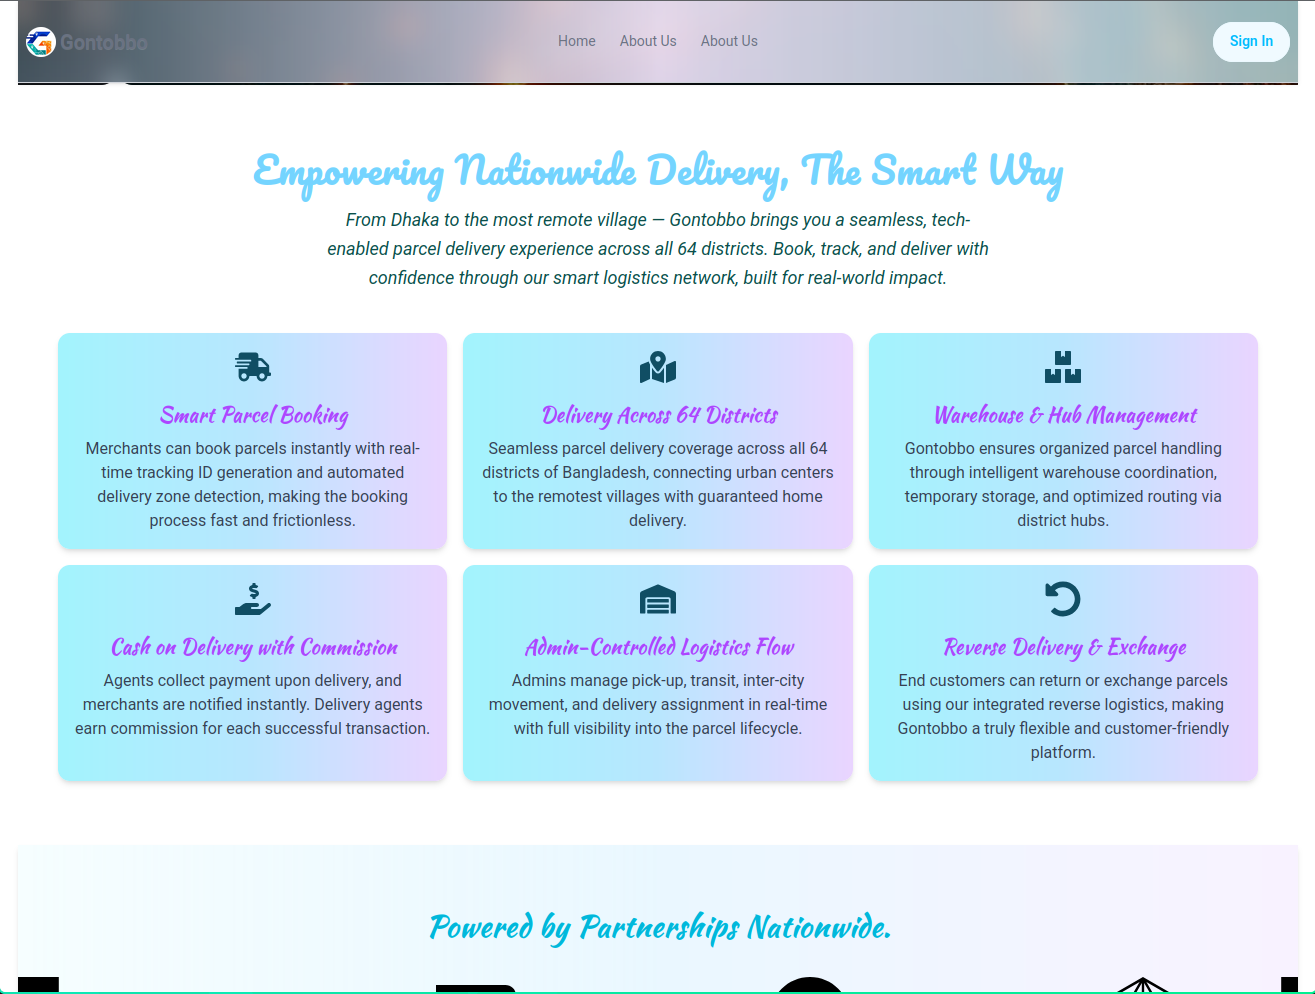 Gontobbo
Home
About Us
About Us
Sign In
Empowering Nationwide Delivery, The Smart Way
From Dhaka to the most remote village — Gontobbo brings you a seamless, tech-
enabled parcel delivery experience across all 64 districts. Book, track, and deliver with
confidence through our smart logistics network, built for real-world impact.
Smart Parcel Booking
Merchants can book parcels instantly with real-
time tracking ID generation and automated
delivery zone detection, making the booking
process fast and frictionless.
Delivery Across 64 Districts
Seamless parcel delivery coverage across all 64
districts of Bangladesh, connecting urban centers
to the remotest villages with guaranteed home
delivery.
Warehouse & Hub Management
Gontobbo ensures organized parcel handling
through intelligent warehouse coordination,
temporary storage, and optimized routing via
district hubs.
Cash on Delivery with Commission
Agents collect payment upon delivery, and
merchants are notified instantly. Delivery agents
earn commission for each successful transaction.
Admin-Controlled Logistics Flow
Admins manage pick-up, transit, inter-city
movement, and delivery assignment in real-time
with full visibility into the parcel lifecycle.
Reverse Delivery & Exchange
End customers can return or exchange parcels
using our integrated reverse logistics, making
Gontobbo a truly flexible and customer-friendly
platform.
Powered by Partnerships Nationwide.